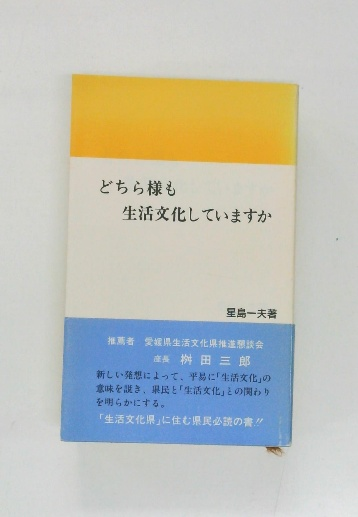 どちら様も
生活文化していますか
星島一夫著
推薦者 愛媛県生活文化県推進懇談会
座長 桝田三郎
新しい発想によって、平易に「生活文化」の
意味を説き、県民と「生活文化」との関わり
を明らかにする。
「生活文化県」に住む県民必読の書!!